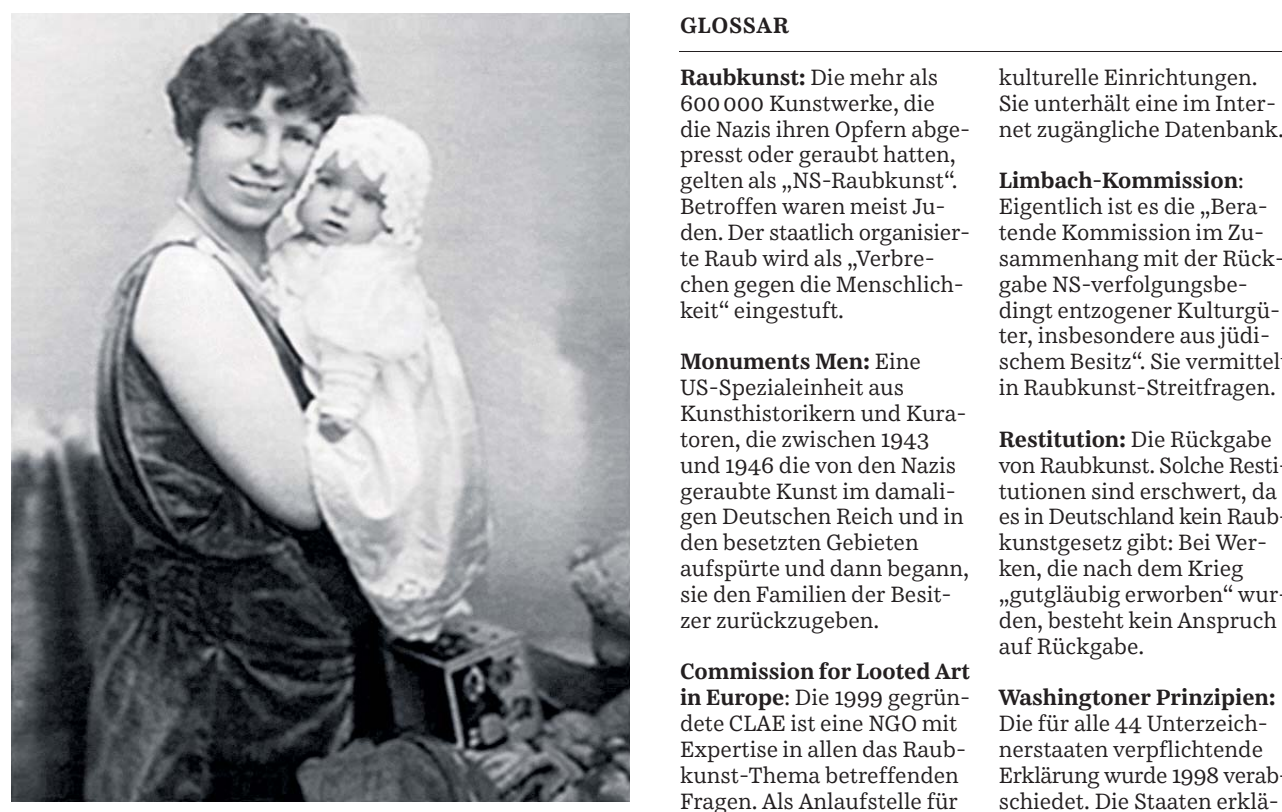 GLOSSAR
Raubkunst: Die mehr als
600 000 Kunstwerke, die
die Nazis ihren Opfern abge-
presst oder geraubt hatten,
gelten als „NS-Raubkunst“.
Betroffen waren meist Ju-
den. Der staatlich organisier-
te Raub wird als „Verbre-
chen gegen die Menschlich-
keit“ eingestuft.
Monuments Men: Eine
US-Spezialeinheit aus
Kunsthistorikern und Kura-
toren, die zwischen 1943
und 1946 die von den Nazis
geraubte Kunst im damali-
gen Deutschen Reich und in
den besetzten Gebieten
aufspürte und dann begann,
sie den Familien der Besit-
zer zurückzugeben.
Commission for Looted Art
in Europe: Die 1999 gegrün-
dete CLAE ist eine NGO mit
Expertise in allen das Raub-
kunst-Thema betreffenden
Fragen. Als Anlaufstelle für
kulturelle Einrichtungen.
Sie unterhält eine im Inter-
net zugängliche Datenbank.
Limbach-Kommission:
Eigentlich ist es die „Bera-
tende Kommission im Zu-
sammenhang mit der Rück-
gabe NS-verfolgungsbe-
dingt entzogener Kulturgü-
ter, insbesondere aus jüdi-
schem Besitz“. Sie vermittelt
in Raubkunst-Streitfragen.
Restitution: Die Rückgabe
von Raubkunst. Solche Resti-
tutionen sind erschwert, da
es in Deutschland kein Raub-
kunstgesetz gibt: Bei Wer-
ken, die nach dem Krieg
„gutgläubig erworben“ wur-
den, besteht kein Anspruch
auf Rückgabe.
Washingtoner Prinzipien:
Die für alle 44 Unterzeich-
nerstaaten verpflichtende
Erklärung wurde 1998 verab-
schiedet. Die Staaten erklä-